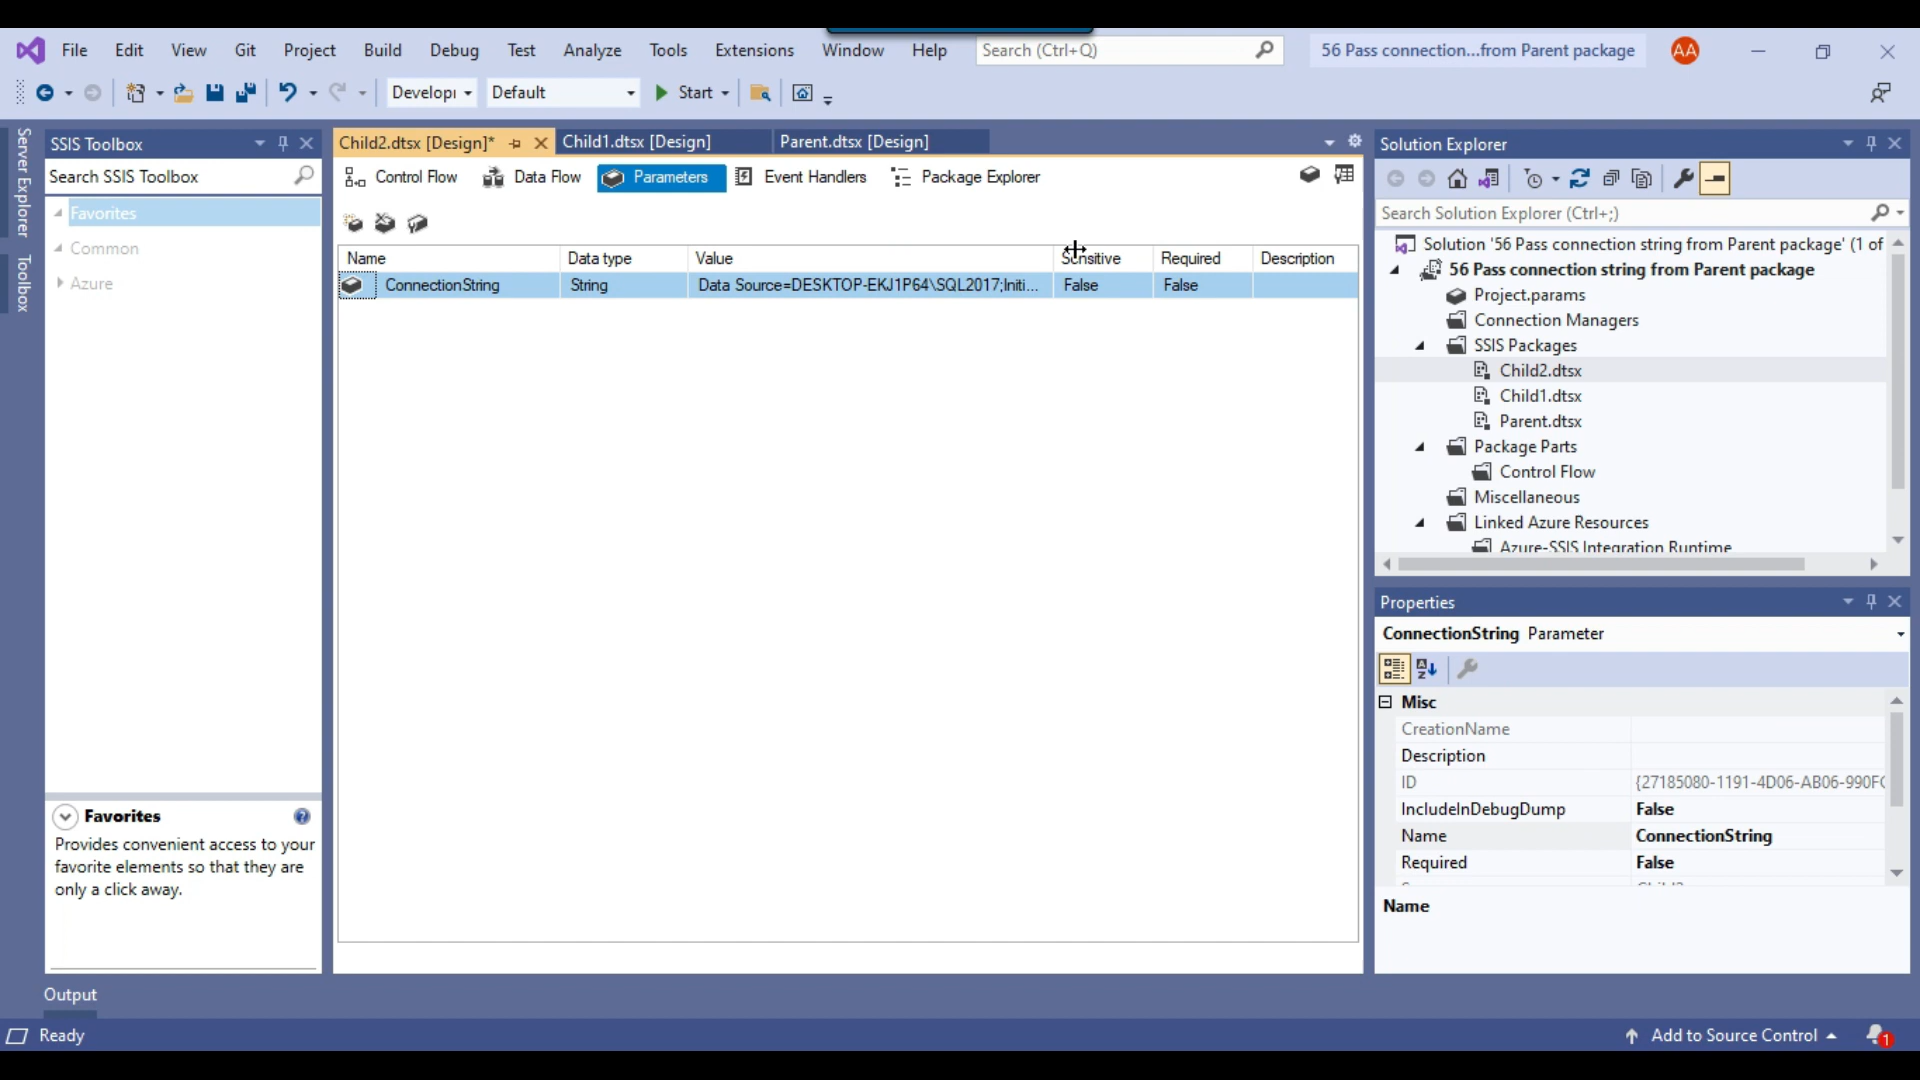 File Edit View Git Project Build Debug Test Analyze Tools Extensions Window Help Search (Ctrl+Q) 56 Pass connection...from Parent package AA
Develop Default Start
Server Explorer
Toolbox
SSIS Toolbox
Search SSIS Toolbox
Favorites
Common
Azure
Favorites
Provides convenient access to your
favorite elements so that they are
only a click away.
Child2.dtsx [Design]* Child1.dtsx [Design] Parent.dtsx [Design]
Control Flow Data Flow Parameters Event Handlers Package Explorer
Name Data type Value Sensitive Required Description
ConnectionString String Data Source=DESKTOP-EKJ1P64\SQL2017;Initi... False False
Solution Explorer
Search Solution Explorer (Ctrl+;)
Solution '56 Pass connection string from Parent package' (1 of
56 Pass connection string from Parent package
Project.params
Connection Managers
SSIS Packages
Child2.dtsx
Child1.dtsx
Parent.dtsx
Package Parts
Control Flow
Miscellaneous
Linked Azure Resources
Azure-SSIS Integration Runtime
Properties
ConnectionString Parameter
Misc
CreationName
Description
ID {27185080-1191-4D06-AB06-990F
IncludeInDebugDump False
Name ConnectionString
Required False
Name
Output
Ready Add to Source Control 1